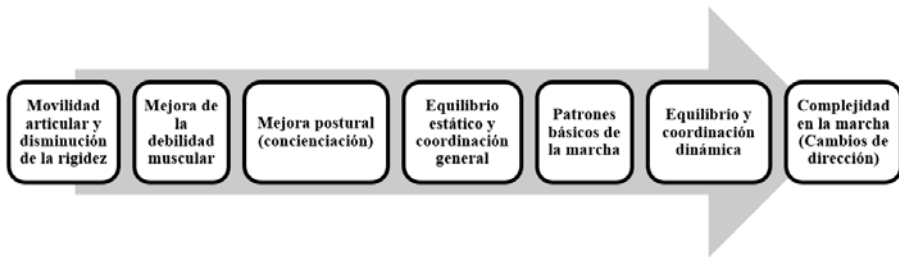 Movilidad
articular y
disminución
de la rigidez
Mejora de
la
debilidad
muscular
Mejora postural
(concienciación)
Equilibrio
estático y
coordinación
general
Patrones
básicos de
la marcha
Equilibrio y
coordinación
dinámica
Complejidad
en la marcha
(Cambios de
dirección)